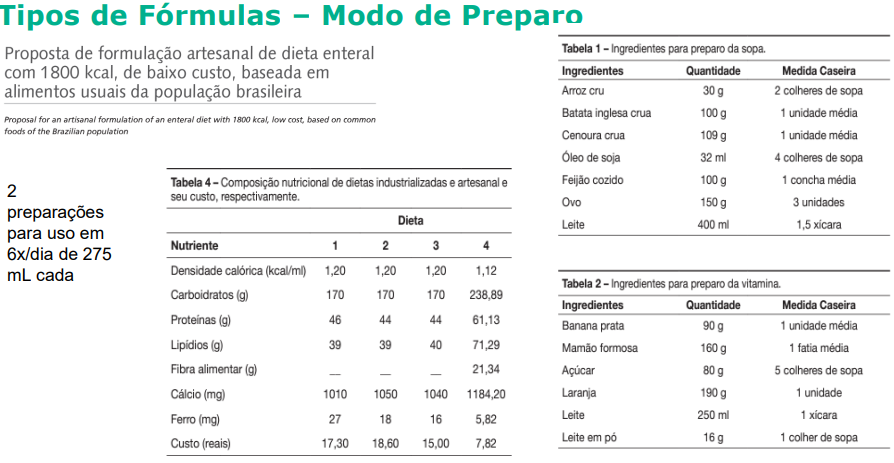 Tipos de Fórmulas – Modo de Preparo
Proposta de formulação artesanal de dieta enteral
com 1800 kcal, de baixo custo, baseada em
alimentos usuais da população brasileira
Proposal for an artisanal formulation of an enteral diet with 1800 kcal, low cost, based on common
foods of the Brazilian population
2
preparações
para uso em
6x/dia de 275
mL cada
Tabela 4 – Composição nutricional de dietas industrializadas e artesanal e
seu custo, respectivamente.
Dieta
Nutriente 1 2 3 4
Densidade calórica (kcal/ml) 1,20 1,20 1,20 1,12
Carboidratos (g) 170 170 170 238,89
Proteínas (g) 46 44 44 61,13
Lipídios (g) 39 39 40 71,29
Fibra alimentar (g) __ __ __ 21,34
Cálcio (mg) 1010 1050 1040 1184,20
Ferro (mg) 27 18 16 5,82
Custo (reais) 17,30 18,60 15,00 7,82
Tabela 1 – Ingredientes para preparo da sopa.
Ingredientes Quantidade Medida Caseira
Arroz cru 30 g 2 colheres de sopa
Batata inglesa crua 100 g 1 unidade média
Cenoura crua 109 g 1 unidade média
Óleo de soja 32 ml 4 colheres de sopa
Feijão cozido 100 g 1 concha média
Ovo 150 g 3 unidades
Leite 400 ml 1,5 xícara
Tabela 2 – Ingredientes para preparo da vitamina.
Ingredientes Quantidade Medida Caseira
Banana prata 90 g 1 unidade média
Mamão formosa 160 g 1 fatia média
Açúcar 80 g 5 colheres de sopa
Laranja 190 g 1 unidade
Leite 250 ml 1 xícara
Leite em pó 16 g 1 colher de sopa